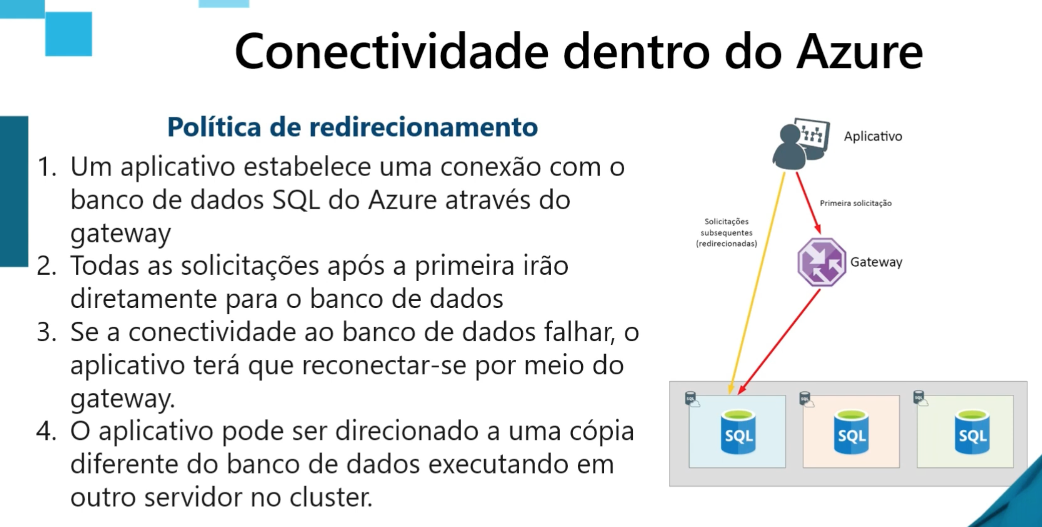 Conectividade dentro do Azure
Política de redirecionamento
1. Um aplicativo estabelece uma conexão com o
banco de dados SQL do Azure através do
gateway
2. Todas as solicitações após a primeira irão
diretamente para o banco de dados
3. Se a conectividade ao banco de dados falhar, o
aplicativo terá que reconectar-se por meio do
gateway.
4. O aplicativo pode ser direcionado a uma cópia
diferente do banco de dados executando em
outro servidor no cluster.
Aplicativo
Primeira solicitação
Solicitações
subsequentes
(redirecionadas)
Gateway
SQL
SQL
SQL